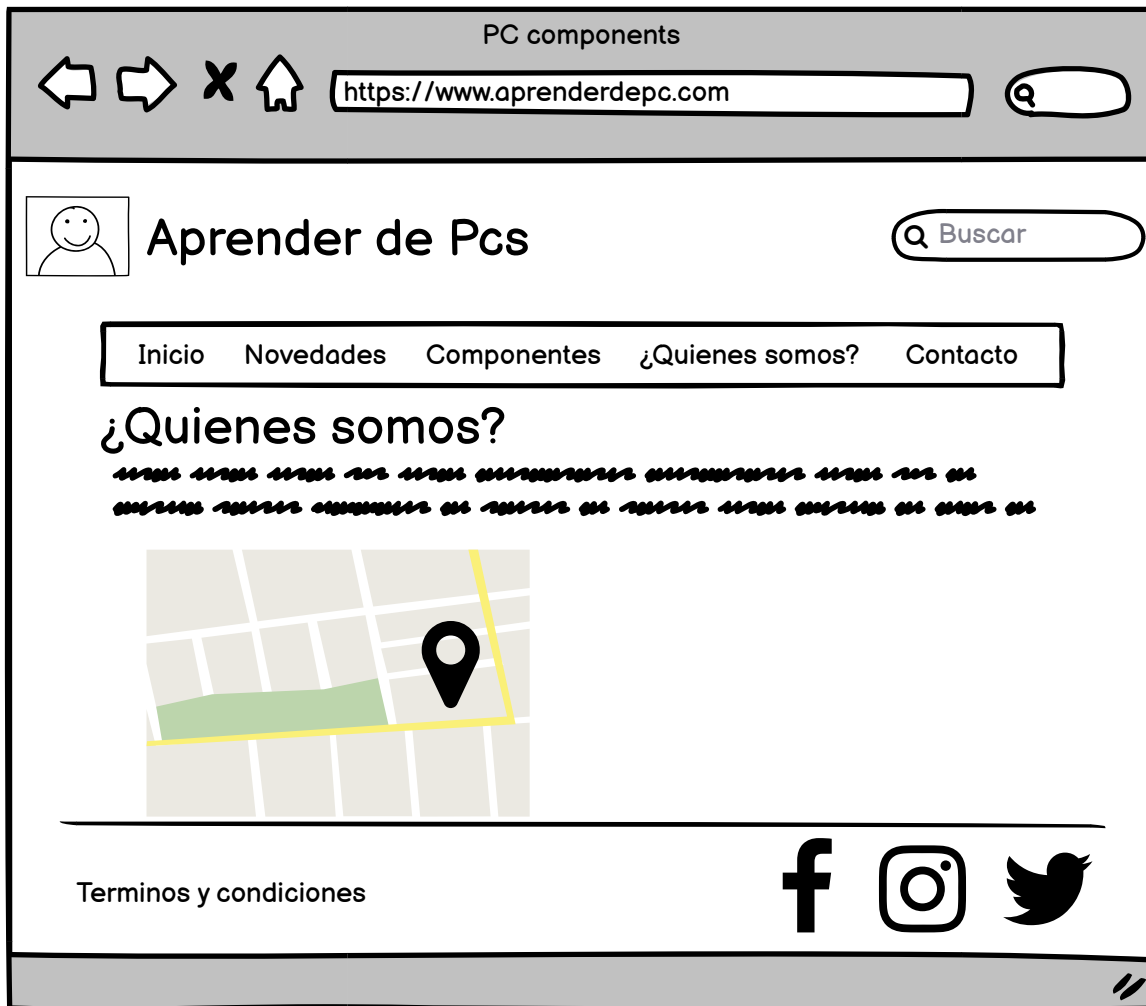 PC components
https://www.aprenderdepc.com
Aprender de Pcs
Buscar
Inicio Novedades Componentes ¿Quienes somos? Contacto
¿Quienes somos?
Terminos y condiciones